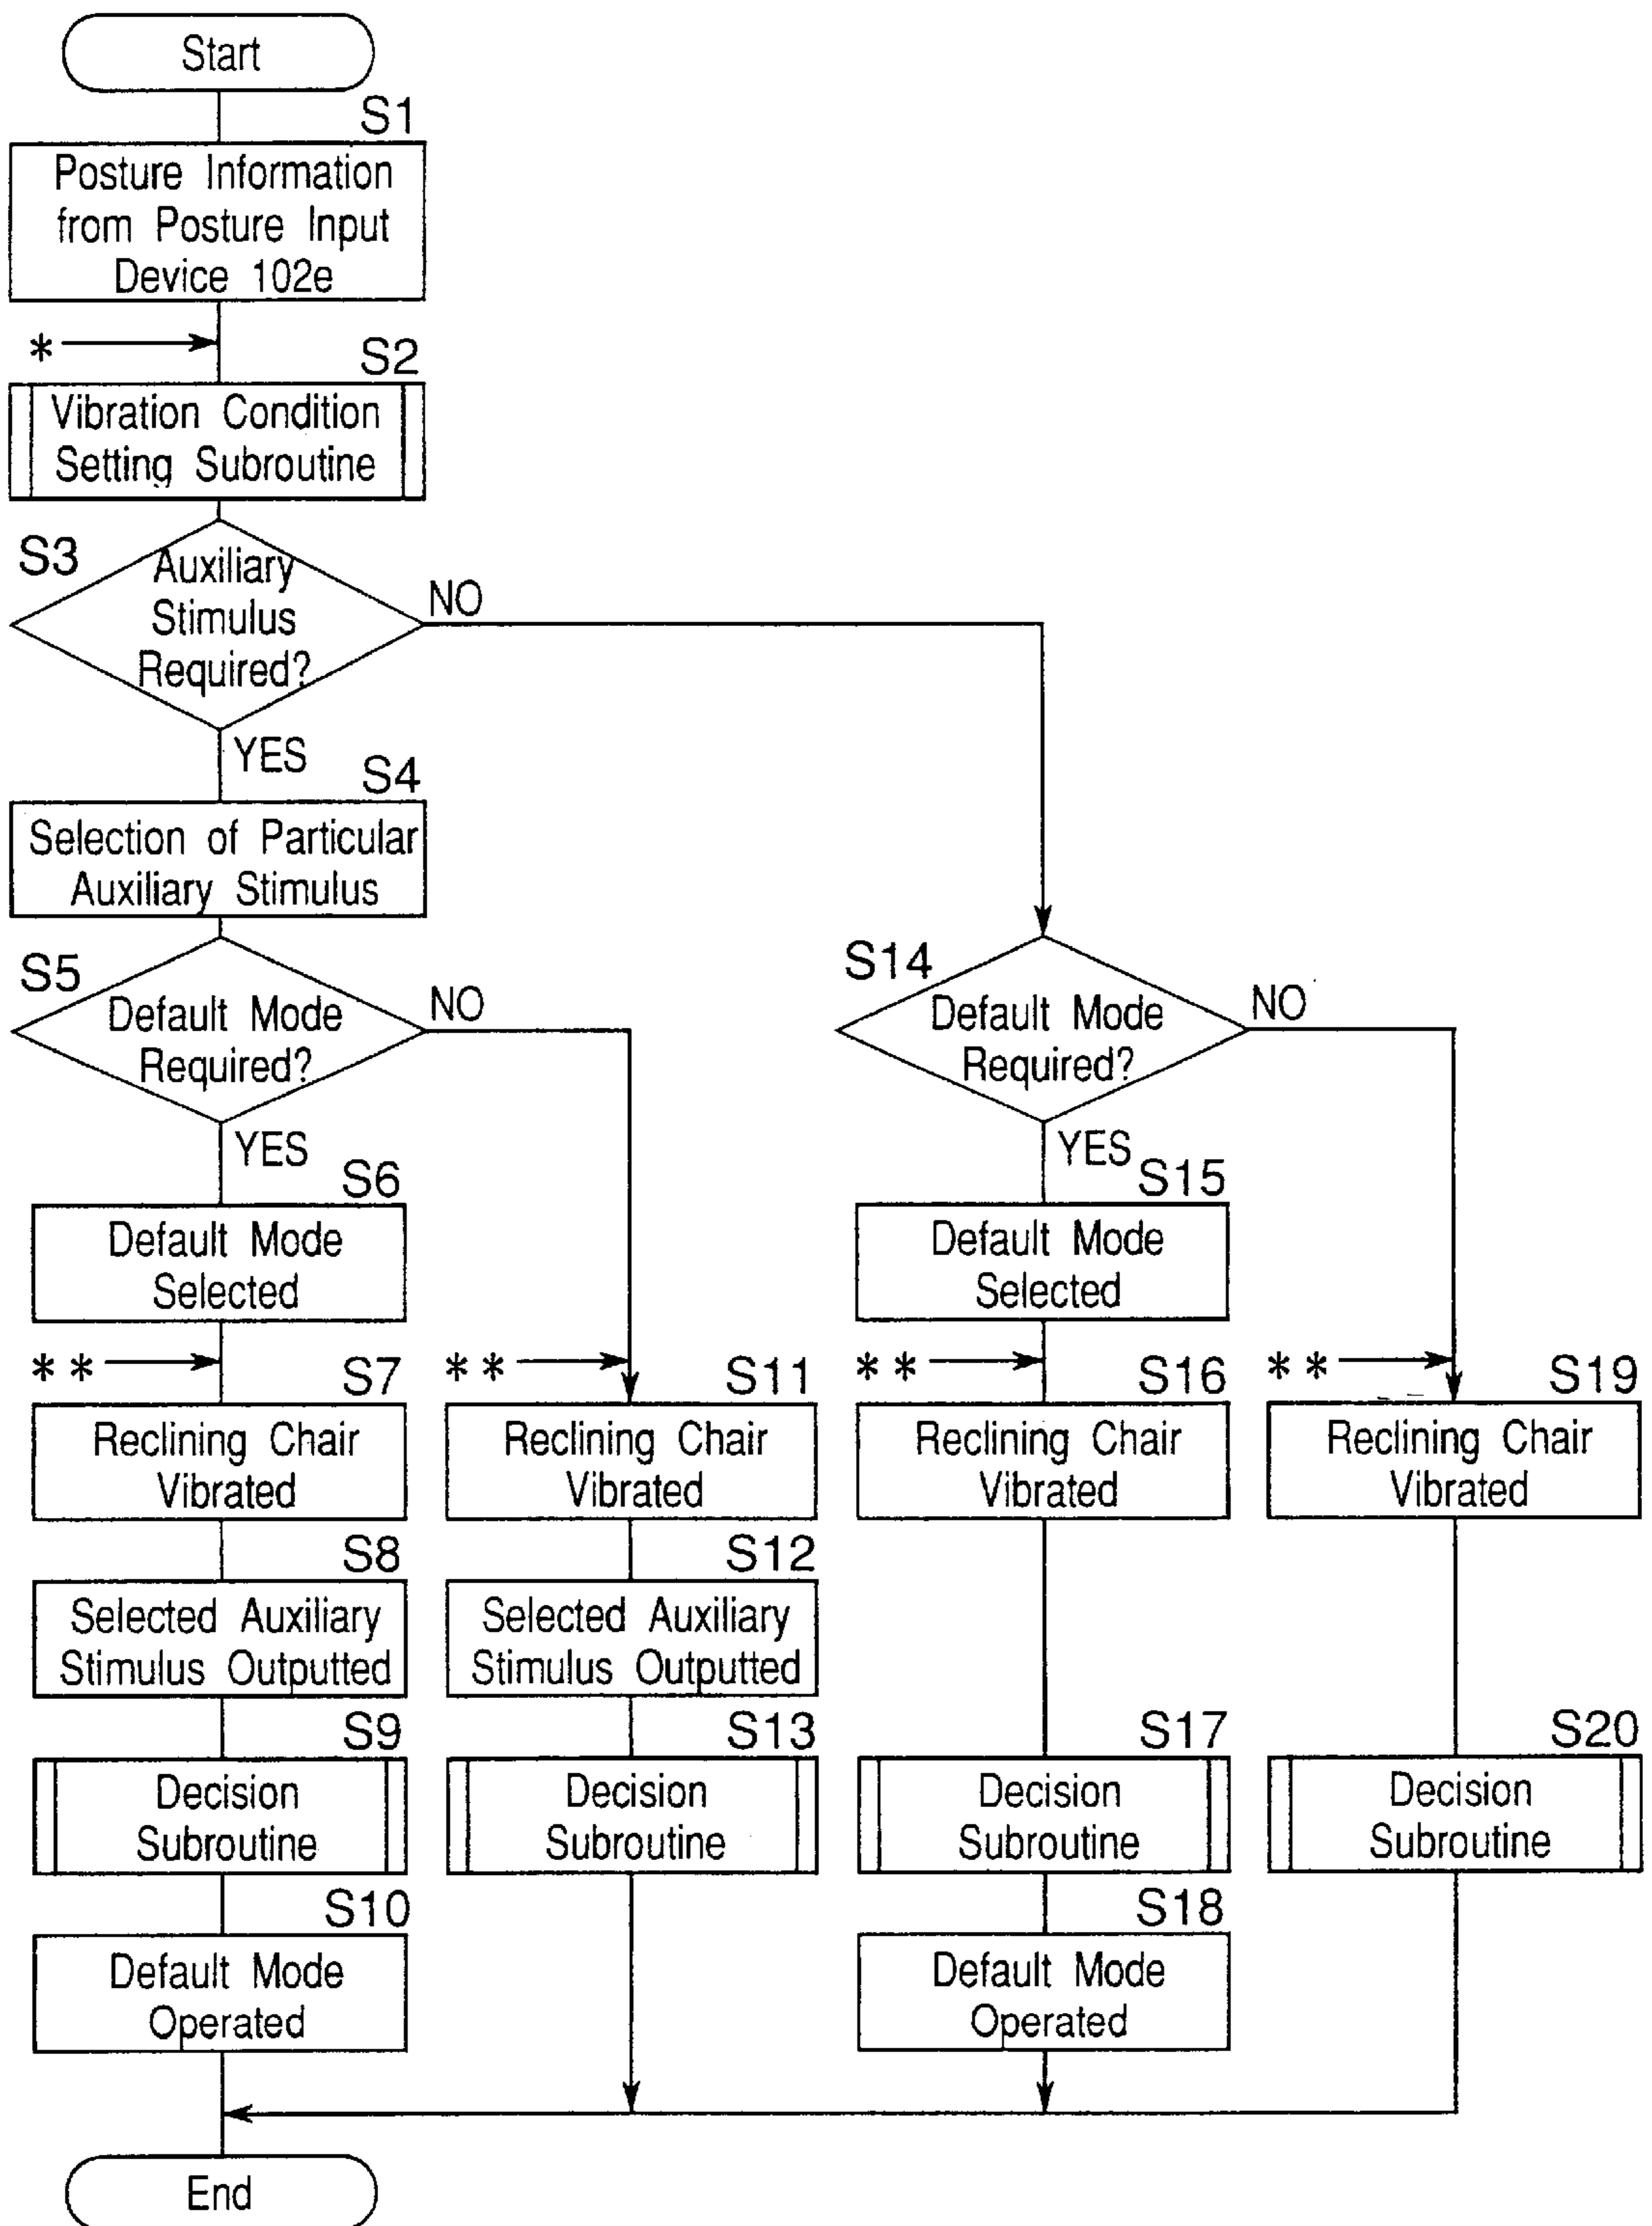 Start
S1
Posture Information
from Posture Input
Device 102e
*
S2
Vibration Condition
Setting Subroutine
S3
Auxiliary
Stimulus
Required?
NO
YES
S4
Selection of Particular
Auxiliary Stimulus
S5
Default Mode
Required?
NO
YES
S14
Default Mode
Required?
NO
YES
S6
Default Mode
Selected
S15
Default Mode
Selected
**
S7
Reclining Chair
Vibrated
**
S11
Reclining Chair
Vibrated
**
S16
Reclining Chair
Vibrated
**
S19
Reclining Chair
Vibrated
S8
Selected Auxiliary
Stimulus Outputted
S12
Selected Auxiliary
Stimulus Outputted
S9
Decision
Subroutine
S13
Decision
Subroutine
S17
Decision
Subroutine
S20
Decision
Subroutine
S10
Default Mode
Operated
S18
Default Mode
Operated
End